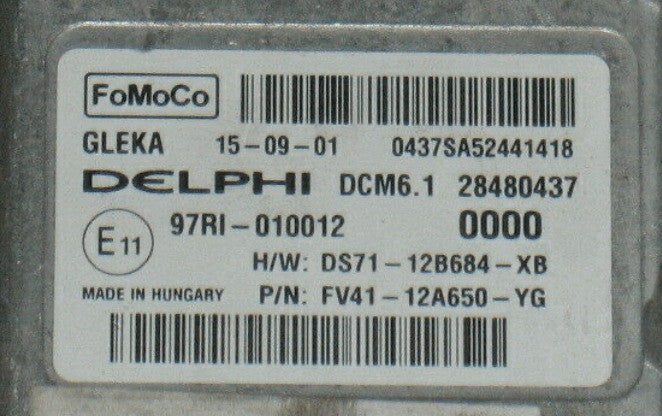 FoMoCo
GLEKA 15-09-01 0437SA52441418
DELPHI DCM6.1 28480437
E11 97RI-010012 0000
H/W: DS71-12B684-XB
MADE IN HUNGARY P/N: FV41-12A650-YG